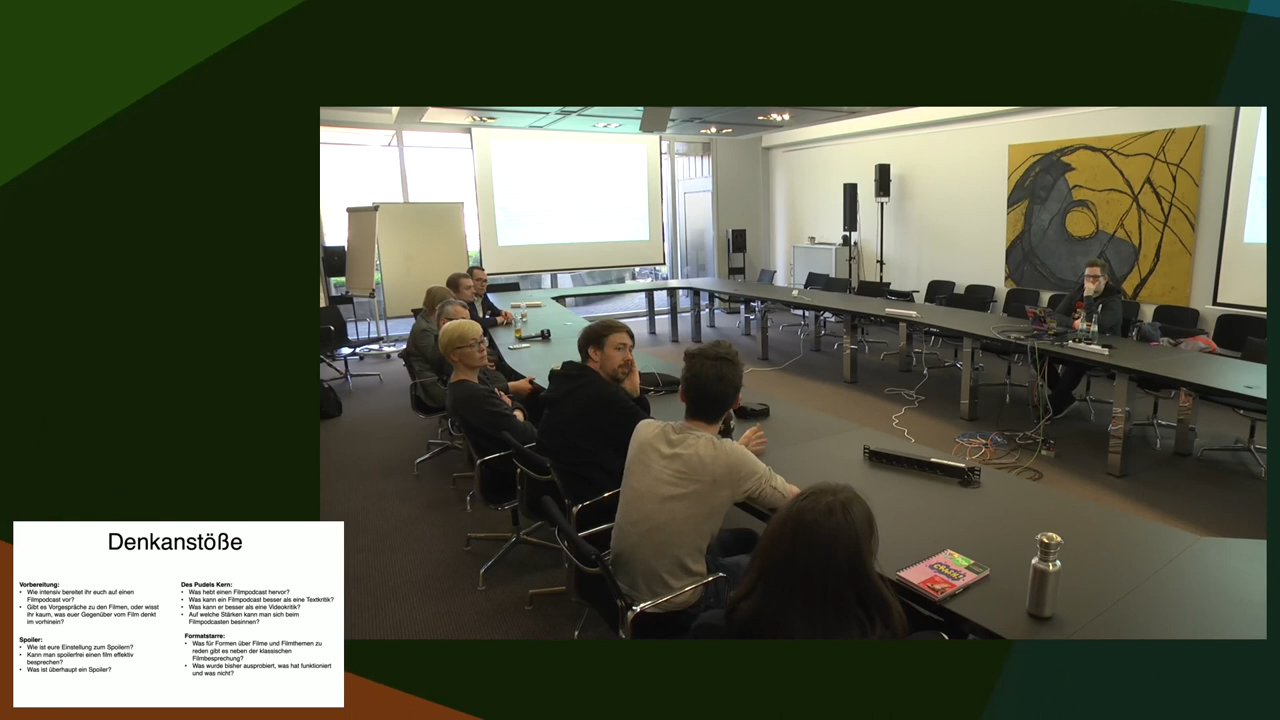 Denkanstöße
Vorbereitung:
• Wie intensiv bereitet ihr euch auf einen
Filmpodcast vor?
• Gibt es Vorgespräche zu den Filmen, oder wisst
ihr kaum, was euer Gegenüber vom Film denkt
im vorhinein?
Spoiler:
• Wie ist eure Einstellung zum Spoilern?
• Kann man spoilerfrei einen film effektiv
besprechen?
• Was ist überhaupt ein Spoiler?
Des Pudels Kern:
• Was hebt einen Filmpodcast hervor?
• Was kann ein Filmpodcast besser als eine Textkritik?
• Was kann er besser als eine Videokritik?
• Auf welche Stärken kann man sich beim
Filmpodcasten besinnen?
Formatstarre:
• Was für Formen über Filme und Filmthemen zu
reden gibt es neben der klassischen
Filmbesprechung?
• Was wurde bisher ausprobiert, was hat funktioniert
und was nicht?